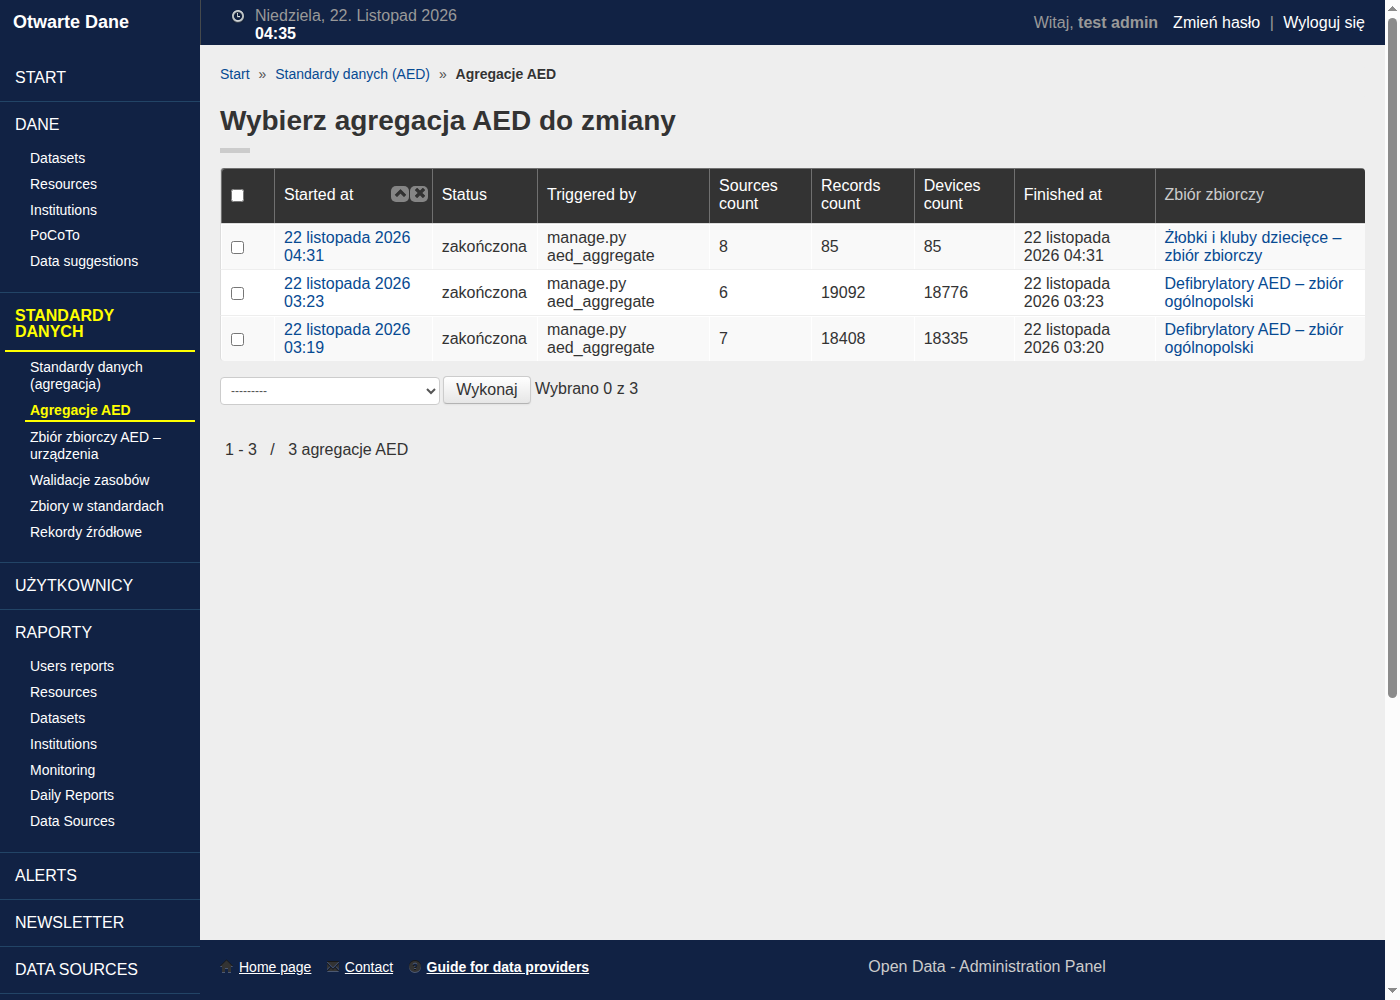 Otwarte Dane
Niedziela, 22. Listopad 2026
04:35
Witaj, test admin Zmień hasło | Wyloguj się
START
DANE
Datasets
Resources
Institutions
PoCoTo
Data suggestions
STANDARDY
DANYCH
Standardy danych
(agregacja)
Agregacje AED
Zbiór zbiorczy AED –
urządzenia
Walidacje zasobów
Zbiory w standardach
Rekordy źródłowe
UŻYTKOWNICY
RAPORTY
Users reports
Resources
Datasets
Institutions
Monitoring
Daily Reports
Data Sources
ALERTS
NEWSLETTER
DATA SOURCES
Start » Standardy danych (AED) » Agregacje AED
Wybierz agregacja AED do zmiany
Started at
Status
Triggered by
Sources
count
Records
count
Devices
count
Finished at
Zbiór zbiorczy
22 listopada 2026
04:31
zakończona
manage.py
aed_aggregate
8
85
85
22 listopada
2026 04:31
Żłobki i kluby dziecięce –
zbiór zbiorczy
22 listopada 2026
03:23
zakończona
manage.py
aed_aggregate
6
19092
18776
22 listopada
2026 03:23
Defibrylatory AED – zbiór
ogólnopolski
22 listopada 2026
03:19
zakończona
manage.py
aed_aggregate
7
18408
18335
22 listopada
2026 03:20
Defibrylatory AED – zbiór
ogólnopolski
---------
Wykonaj
Wybrano 0 z 3
1 - 3 / 3 agregacje AED
Home page
Contact
Guide for data providers
Open Data - Administration Panel